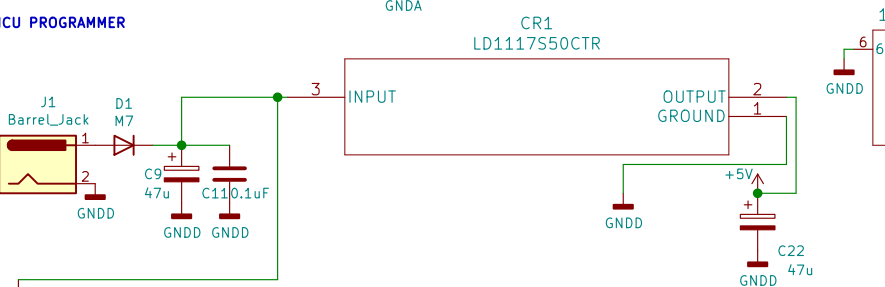 GNDA
MCU PROGRAMMER
CR1
LD1117S50CTR
1
6
6
GNDD
3
INPUT
OUTPUT
2
GROUND
1
J1
Barrel_Jack
1
2
GNDD
D1
M7
+
C9
47u
GNDD
C11
0.1uF
GNDD
GNDD
+5V
+
C22
47u
GNDD